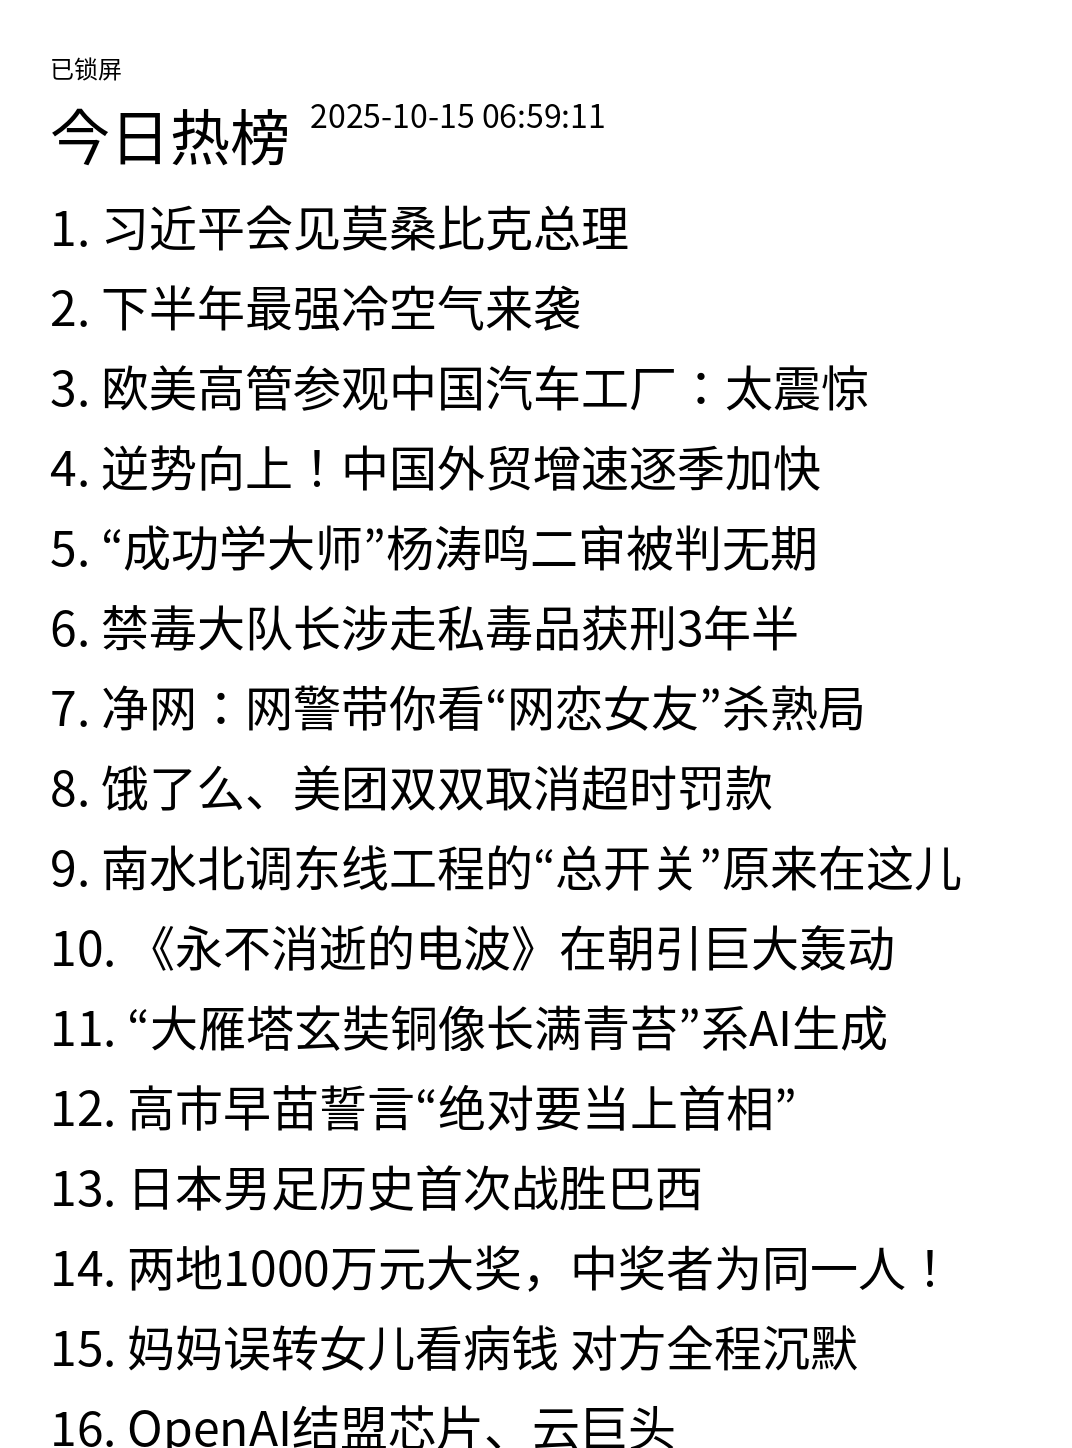 已锁屏
今日热榜 2025-10-15 06:59:11
1. 习近平会见莫桑比克总理
2. 下半年最强冷空气来袭
3. 欧美高管参观中国汽车工厂：太震惊
4. 逆势向上！中国外贸增速逐季加快
5. “成功学大师”杨涛鸣二审被判无期
6. 禁毒大队长涉走私毒品获刑3年半
7. 净网：网警带你看“网恋女友”杀熟局
8. 饿了么、美团双双取消超时罚款
9. 南水北调东线工程的“总开关”原来在这儿
10. 《永不消逝的电波》在朝引巨大轰动
11. “大雁塔玄奘铜像长满青苔”系AI生成
12. 高市早苗誓言“绝对要当上首相”
13. 日本男足历史首次战胜巴西
14. 两地1000万元大奖，中奖者为同一人！
15. 妈妈误转女儿看病钱 对方全程沉默
16. OpenAI结盟芯片、云巨头